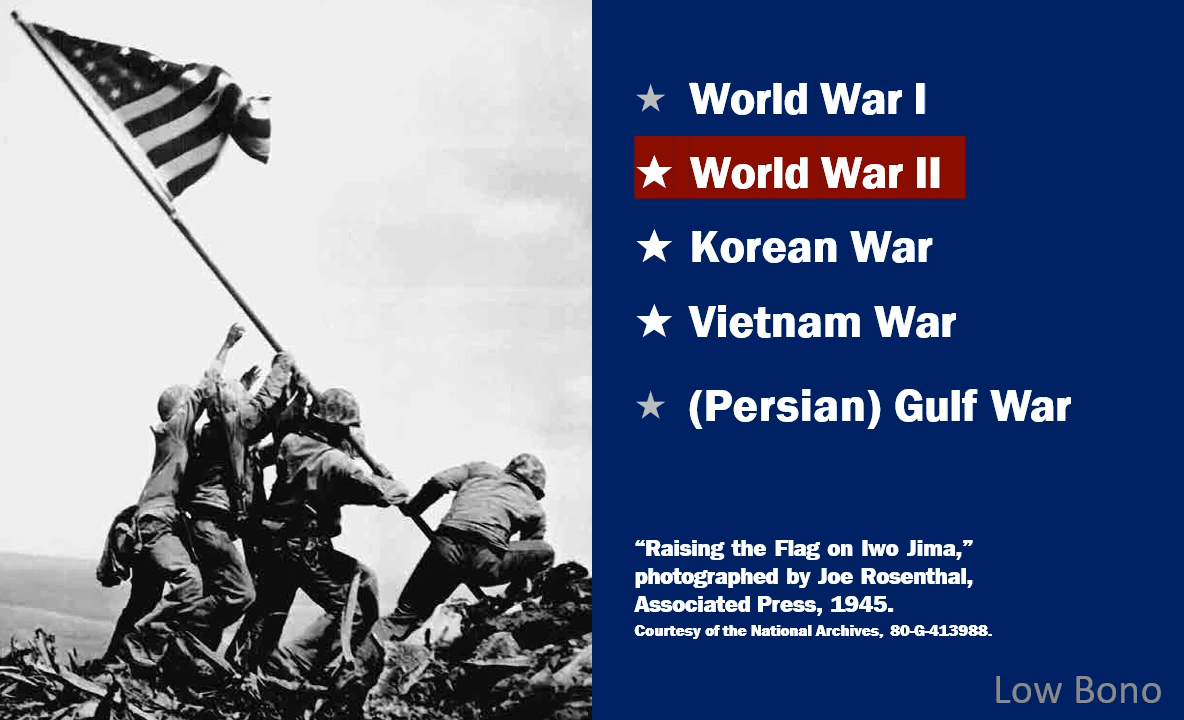 World War I
World War II
Korean War
Vietnam War
(Persian) Gulf War
“Raising the Flag on Iwo Jima,”
photographed by Joe Rosenthal,
Associated Press, 1945.
Courtesy of the National Archives, 80-G-413988.
Low Bono